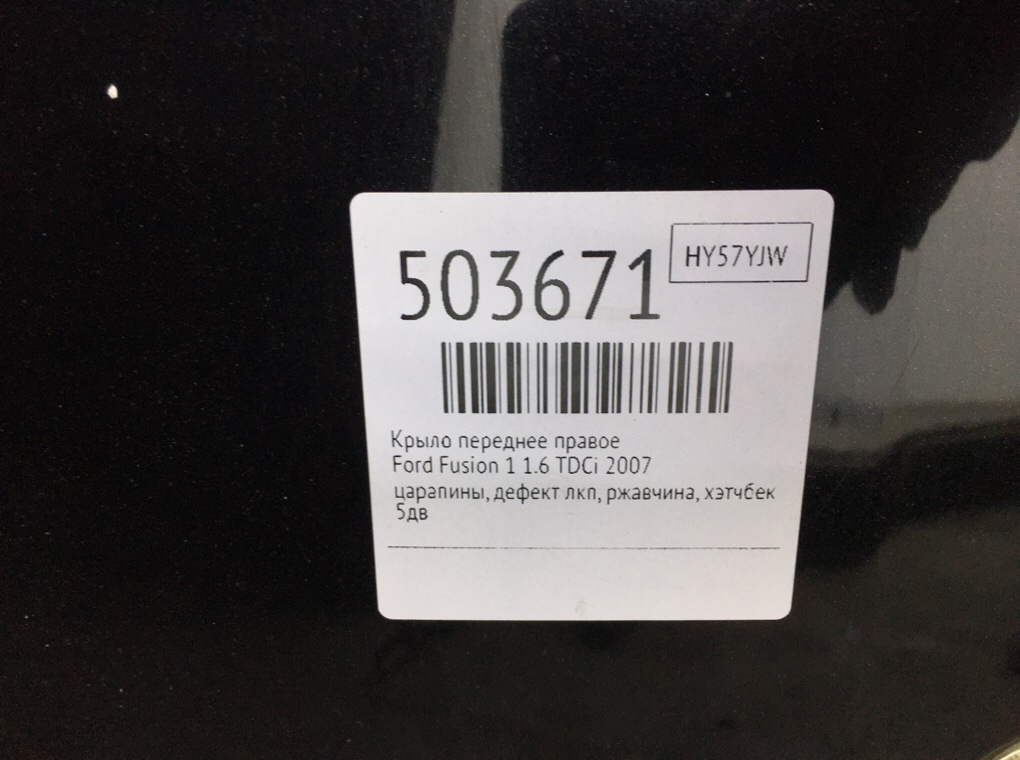 503671
HY57YJW
Крыло переднее правое
Ford Fusion 1 1.6 TDCi 2007
царапины, дефект лкп, ржавчина, хэтчбек
5дв